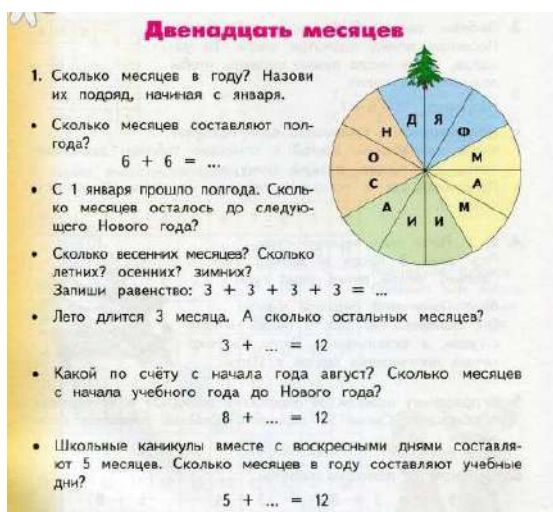 Двенадцать месяцев
1. Сколько месяцев в году? Назови
их подряд, начиная с января.
• Сколько месяцев составляют пол-
года?
6 + 6 = ...
• С 1 января прошло полгода. Сколь-
ко месяцев осталось до следую-
щего Нового года?
• Сколько весенних месяцев? Сколько
летних? осенних? зимних?
Запиши равенство: 3 + 3 + 3 + 3 = ...
Д Я
Н Ф
О М
С А
А М
И И
• Лето длится 3 месяца. А сколько остальных месяцев?
3 + ... = 12
• Какой по счёту с начала года август? Сколько месяцев
с начала учебного года до Нового года?
8 + ... = 12
• Школьные каникулы вместе с воскресными днями составля-
ют 5 месяцев. Сколько месяцев в году составляют учебные
дни?
5 + ... = 12